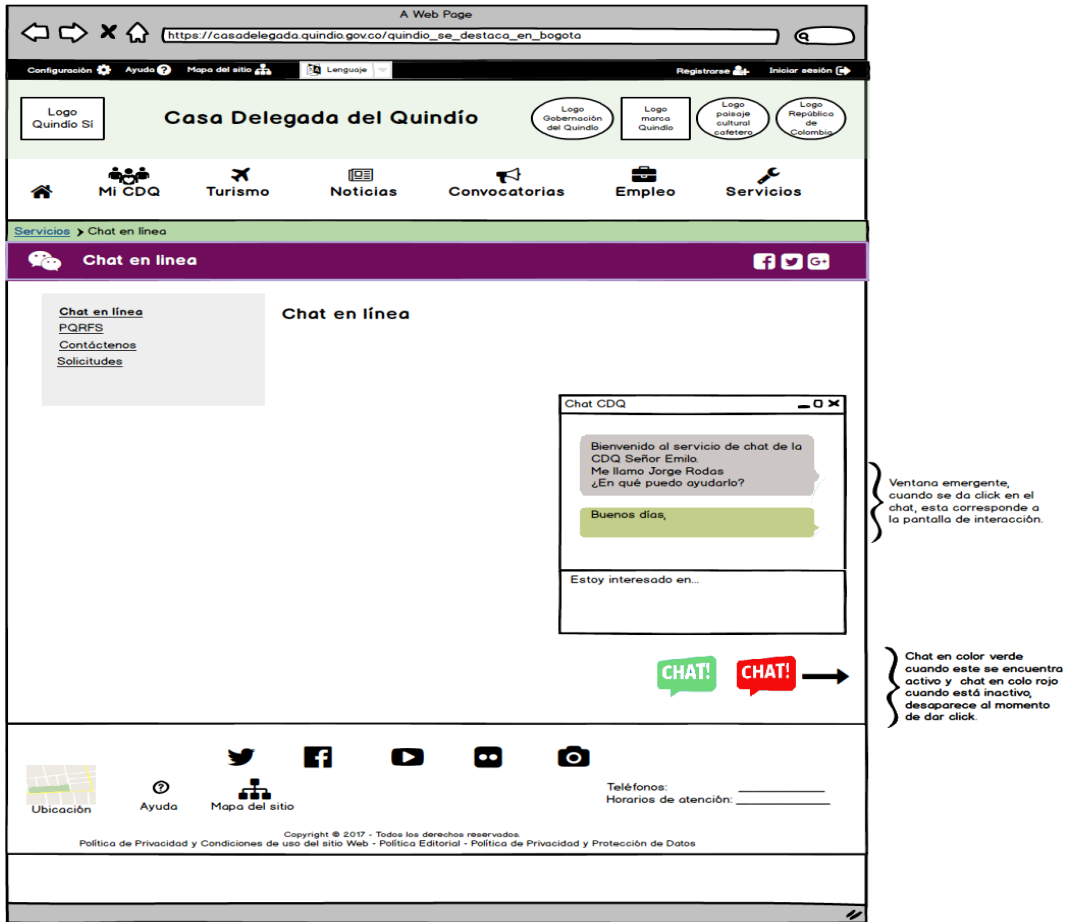 A Web Page
https://casadelegada.quindio.gov.co/quindio_se_destaca_en_bogota
Configuración Ayuda Mapa del sitio Lenguaje Registrarse Iniciar sesión
Logo
Quindío Sí
Casa Delegada del Quindío
Logo
Gobernación
del Quindío
Logo
marca
Quindío
Logo
paisaje
cultural
cafetero
Logo
República
de
Colombia
Mi CDQ Turismo Noticias Convocatorias Empleo Servicios
Servicios > Chat en línea
Chat en linea
Chat en línea
PQRFS
Contáctenos
Solicitudes
Chat en línea
Chat CDQ
Bienvenido al servicio de chat de la
CDQ Señor Emilo.
Me llamo Jorge Rodas
¿En qué puedo ayudarlo?
Buenos días,
Estoy interesado en...
Ventana emergente,
cuando se da click en el
chat, esta corresponde a
la pantalla de interacción.
CHAT! CHAT!
Chat en color verde
cuando este se encuentra
activo y chat en colo rojo
cuando está inactivo,
desaparece al momento
de dar click.
Ubicación
Ayuda
Mapa del sitio
Teléfonos: ____________
Horarios de atención: ____________
Copyright © 2017 - Todos los derechos reservados.
Política de Privacidad y Condiciones de uso del sitio Web - Política Editorial - Política de Privacidad y Protección de Datos